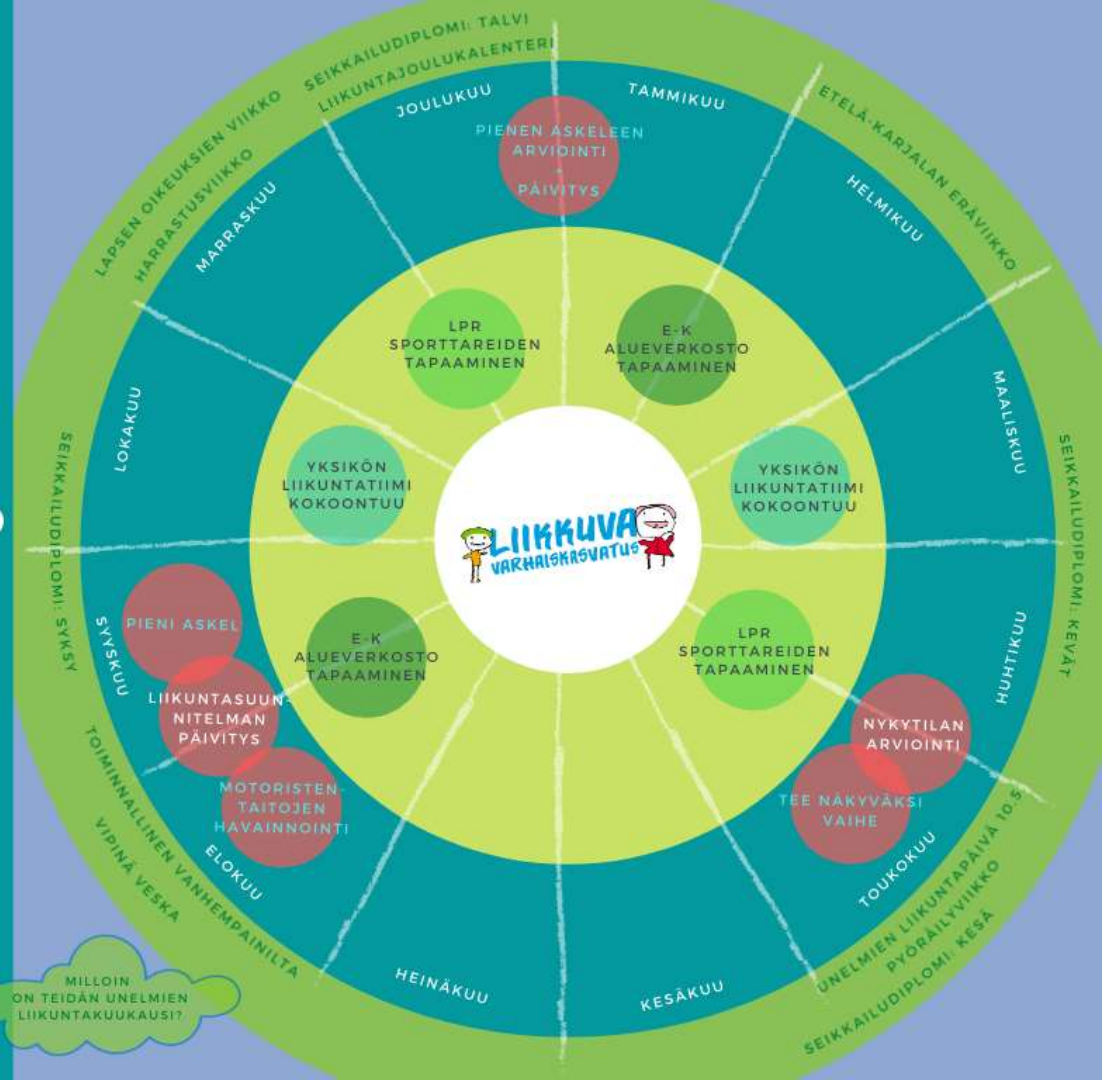 SEIKKAILUDIPLOMI: TALVI
LIIKUNTAJOULUKALENTERI
LAPSEN OIKEUKSIEN VIIKKO
HARRASTUSVIIKKO
ETELÄ-KARJALAN ERÄVIIKKO
SEIKKAILUDIPLOMI: KEVÄT
UNELMIEN LIIKUNTAPÄIVÄ 10.5.
PYÖRÄILYVIIKKO
SEIKKAILUDIPLOMI: KESÄ
TOIMINNALLINEN VANHEMPAINILTA
VIPINÄ VESKA
SEIKKAILUDIPLOMI: SYKSY
TAMMIKUU
HELMIKUU
MAALISKUU
HUHTIKUU
TOUKOKUU
KESÄKUU
HEINÄKUU
ELOKUU
SYYSKUU
LOKAKUU
MARRASKUU
JOULUKUU
PIENEN ASKELEEN
ARVIOINTI
+
PÄIVITYS
LPR
SPORTTAREIDEN
TAPAAMINEN
E-K
ALUEVERKOSTO
TAPAAMINEN
YKSIKÖN
LIIKUNTATIIMI
KOKOONTUU
YKSIKÖN
LIIKUNTATIIMI
KOKOONTUU
LIIKKUVA
VARHAISKASVATUS
E-K
ALUEVERKOSTO
TAPAAMINEN
LPR
SPORTTAREIDEN
TAPAAMINEN
PIENI ASKEL
LIIKUNTASUUN-
NITELMAN
PÄIVITYS
MOTORISTEN-
TAITOJEN
HAVAINNOINTI
NYKYTILAN
ARVIOINTI
TEE NÄKYVÄKSI
VAIHE
MILLOIN
ON TEIDÄN UNELMIEN
LIIKUNTAKUUKAUSI?